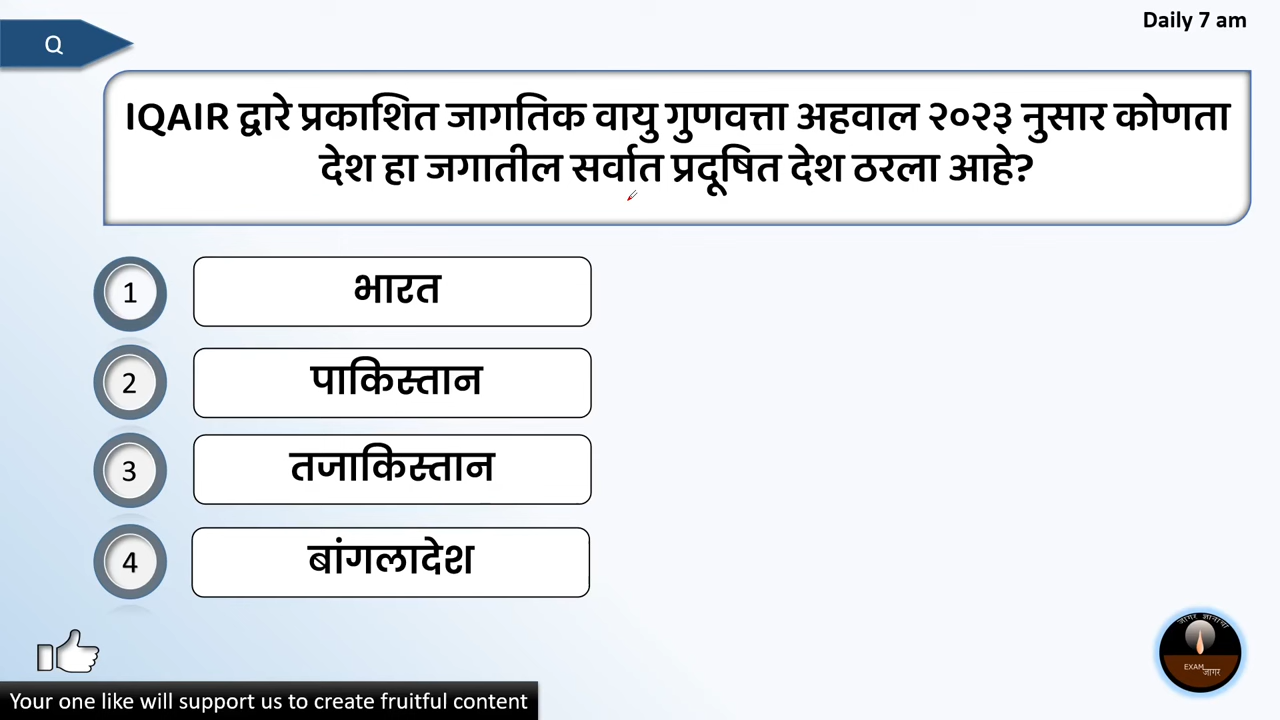 Daily 7 am
Q
IQAIR द्वारे प्रकाशित जागतिक वायु गुणवत्ता अहवाल २०२३ नुसार कोणता
देश हा जगातील सर्वात प्रदूषित देश ठरला आहे?
1 भारत
2 पाकिस्तान
3 तजाकिस्तान
4 बांगलादेश
जागर ज्ञानाचा
EXAM
जागर
Your one like will support us to create fruitful content